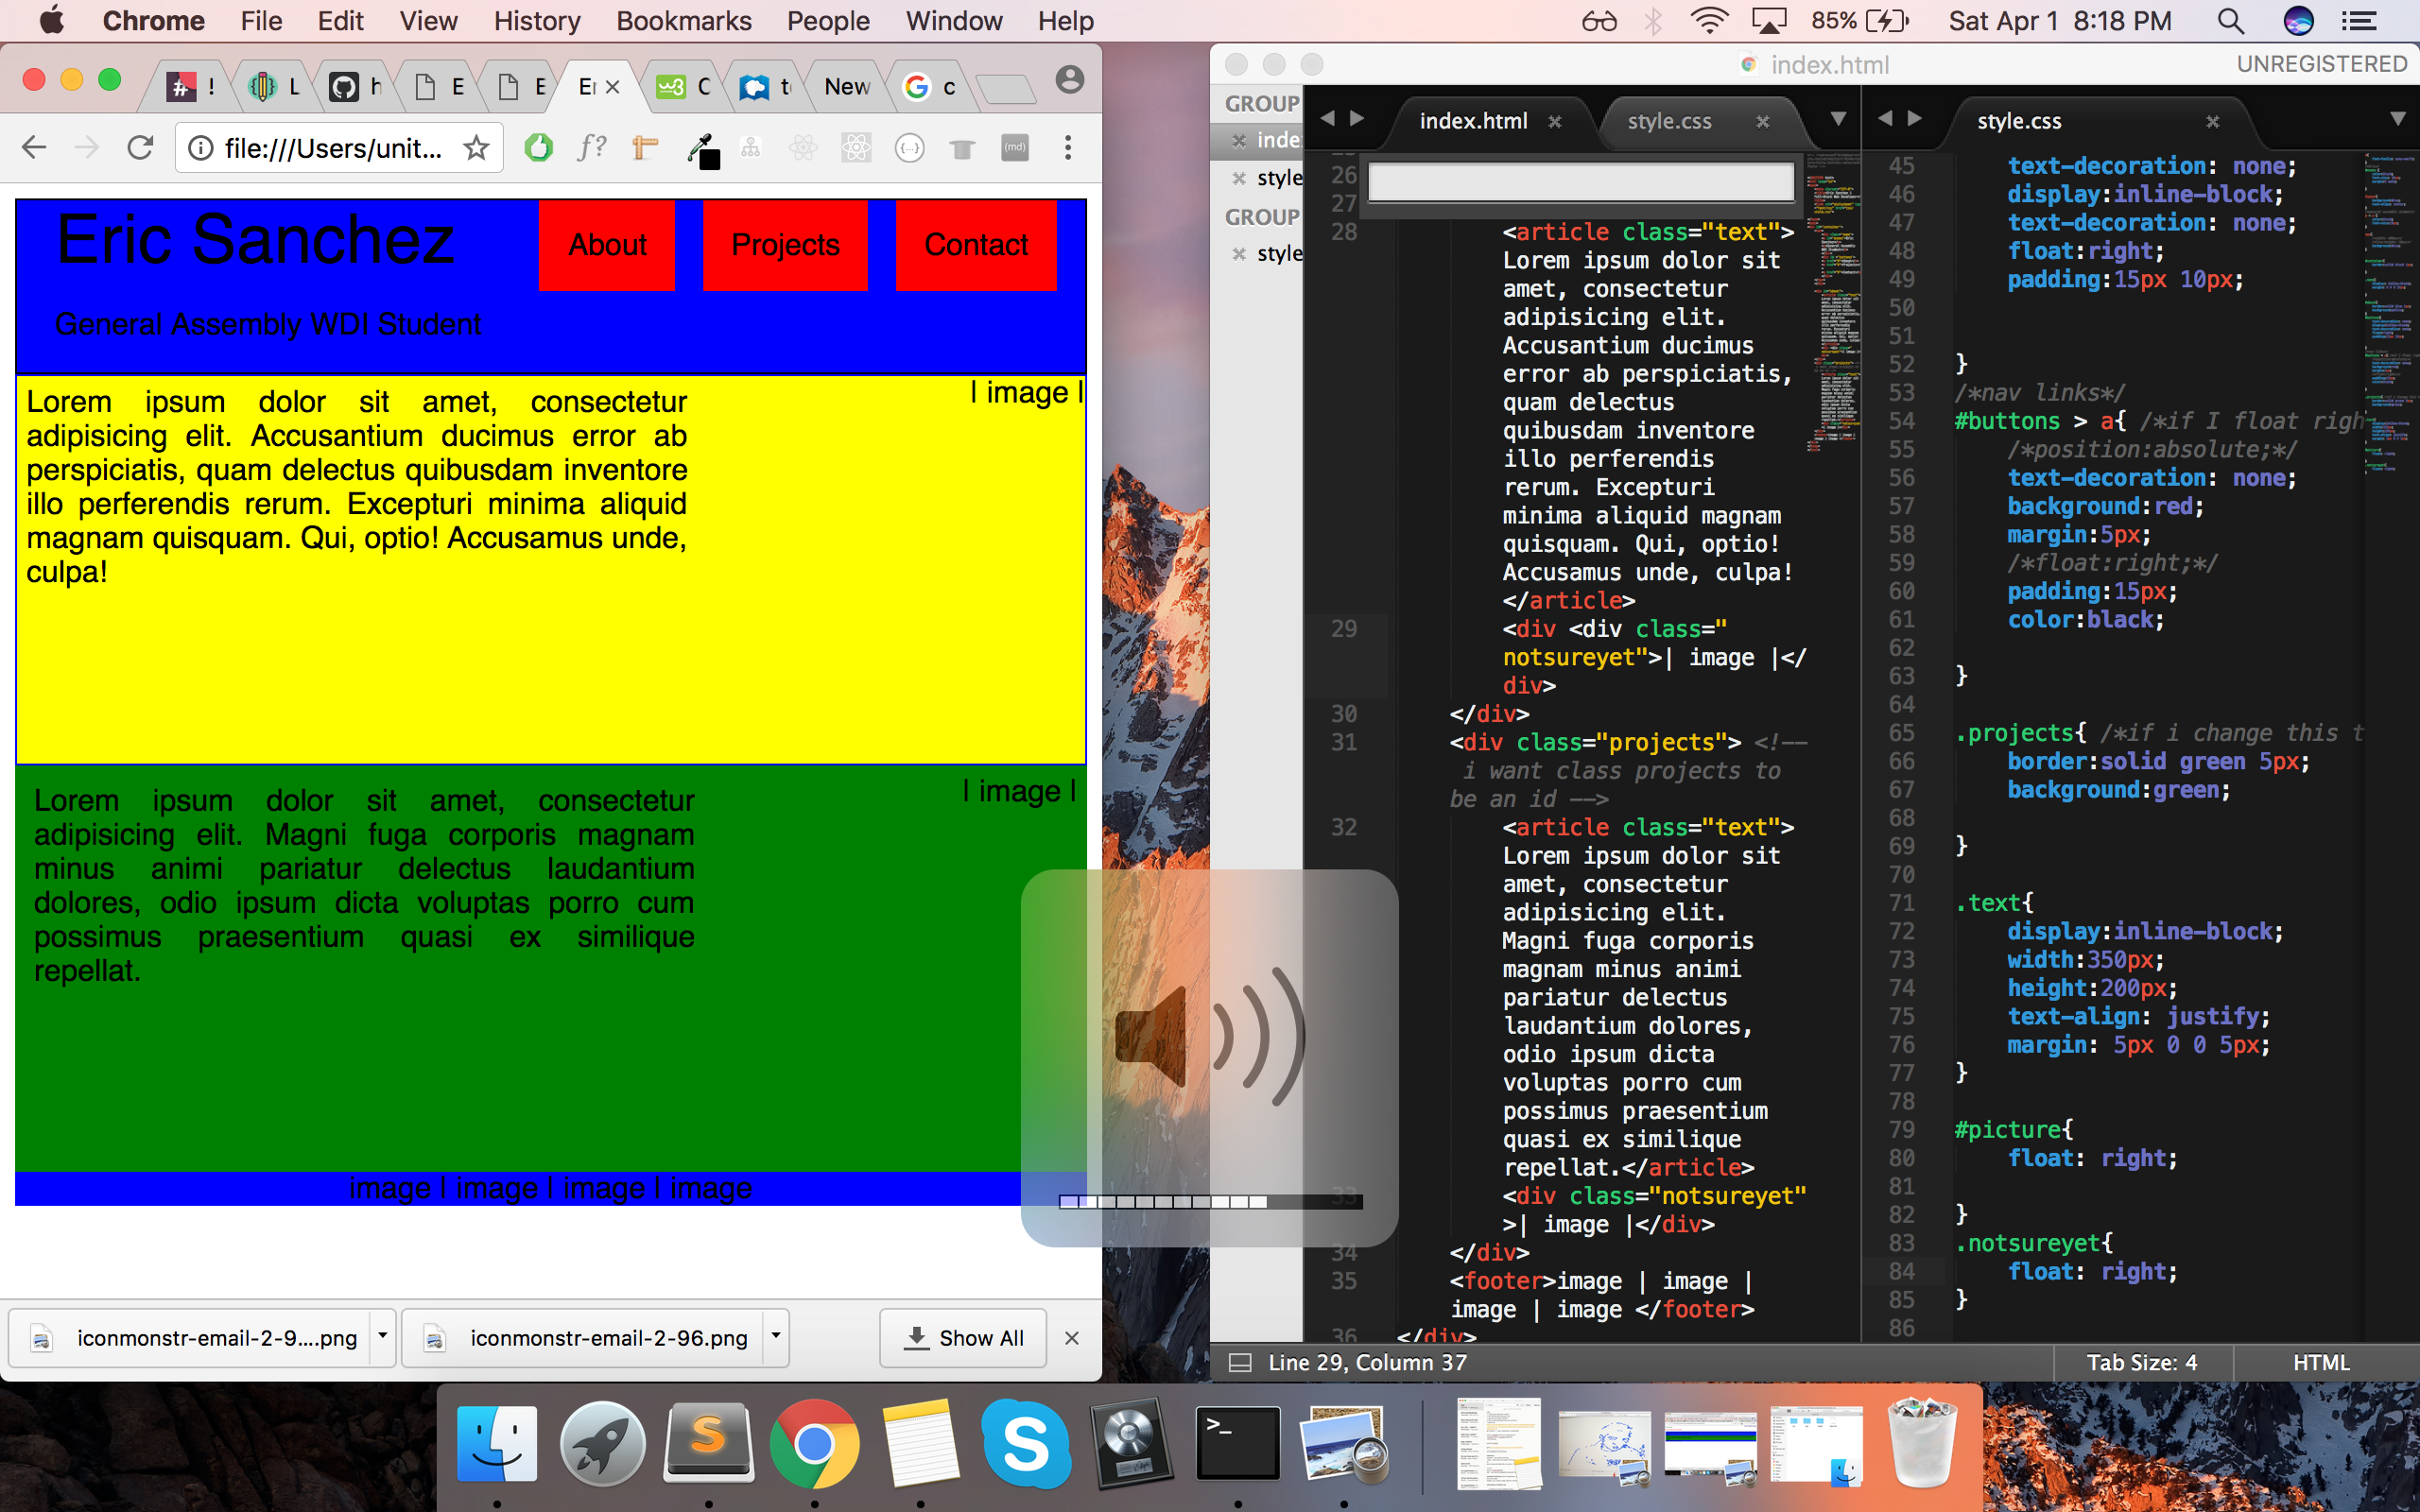 Chrome File Edit View History Bookmarks People Window Help
85% Sat Apr 1 8:18 PM
# ! L h E E Er C t New c
file:///Users/unit...
f? {...} (md)
Eric Sanchez
About Projects Contact
General Assembly WDI Student
Lorem ipsum dolor sit amet, consectetur
adipisicing elit. Accusantium ducimus error ab
perspiciatis, quam delectus quibusdam inventore
illo perferendis rerum. Excepturi minima aliquid
magnam quisquam. Qui, optio! Accusamus unde,
culpa!
| image |
Lorem ipsum dolor sit amet, consectetur
adipisicing elit. Magni fuga corporis magnam
minus animi pariatur delectus laudantium
dolores, odio ipsum dicta voluptas porro cum
possimus praesentium quasi ex similique
repellat.
| image |
image | image | image | image
iconmonstr-email-2-9....png
iconmonstr-email-2-96.png
Show All
index.html
UNREGISTERED
GROUP
inde
style
GROUP
style
index.html style.css
26
27
28 <article class="text">
Lorem ipsum dolor sit
amet, consectetur
adipisicing elit.
Accusantium ducimus
error ab perspiciatis,
quam delectus
quibusdam inventore
illo perferendis
rerum. Excepturi
minima aliquid magnam
quisquam. Qui, optio!
Accusamus unde, culpa!
</article>
29 <div <div class="
notsureyet">| image |</
div>
30 </div>
31 <div class="projects"> <!--
i want class projects to
be an id -->
32 <article class="text">
Lorem ipsum dolor sit
amet, consectetur
adipisicing elit.
Magni fuga corporis
magnam minus animi
pariatur delectus
laudantium dolores,
odio ipsum dicta
voluptas porro cum
possimus praesentium
quasi ex similique
repellat.</article>
33 <div class="notsureyet"
>| image |</div>
34 </div>
35 <footer>image | image |
image | image </footer>
36 </div>
style.css
45 text-decoration: none;
46 display:inline-block;
47 text-decoration: none;
48 float:right;
49 padding:15px 10px;
50
51
52 }
53 /*nav links*/
54 #buttons > a{ /*if I float righ
55 /*position:absolute;*/
56 text-decoration: none;
57 background:red;
58 margin:5px;
59 /*float:right;*/
60 padding:15px;
61 color:black;
62
63 }
64
65 .projects{ /*if i change this t
66 border:solid green 5px;
67 background:green;
68
69 }
70
71 .text{
72 display:inline-block;
73 width:350px;
74 height:200px;
75 text-align: justify;
76 margin: 5px 0 0 5px;
77 }
78
79 #picture{
80 float: right;
81
82 }
83 .notsureyet{
84 float: right;
85 }
86
Line 29, Column 37
Tab Size: 4 HTML